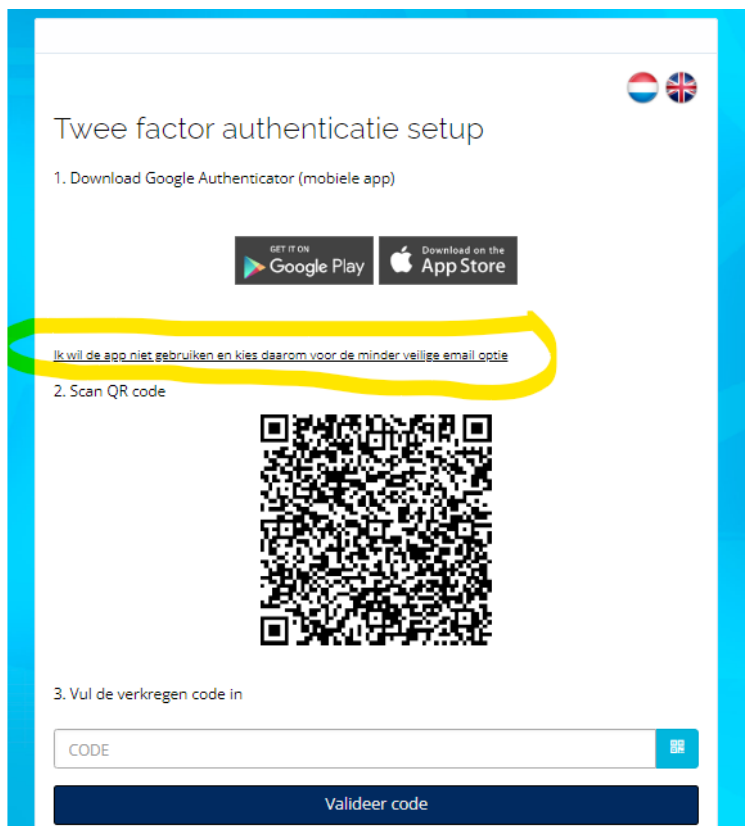 Twee factor authenticatie setup
1. Download Google Authenticator (mobiele app)
GET IT ON
Google Play
Download on the
App Store
Ik wil de app niet gebruiken en kies daarom voor de minder veilige email optie
2. Scan QR code
3. Vul de verkregen code in
CODE
Valideer code